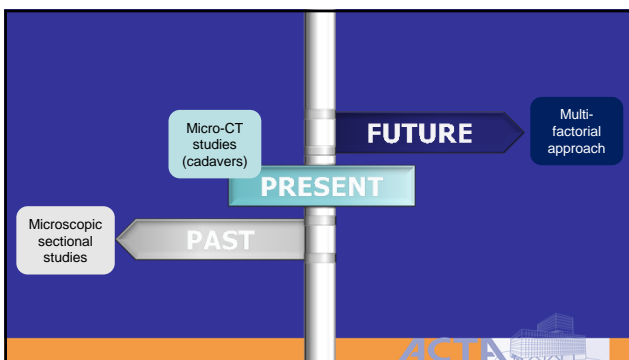 Micro-CT
studies
(cadavers)
FUTURE
Multi-
factorial
approach
PRESENT
Microscopic
sectional
studies
PAST
ACTA